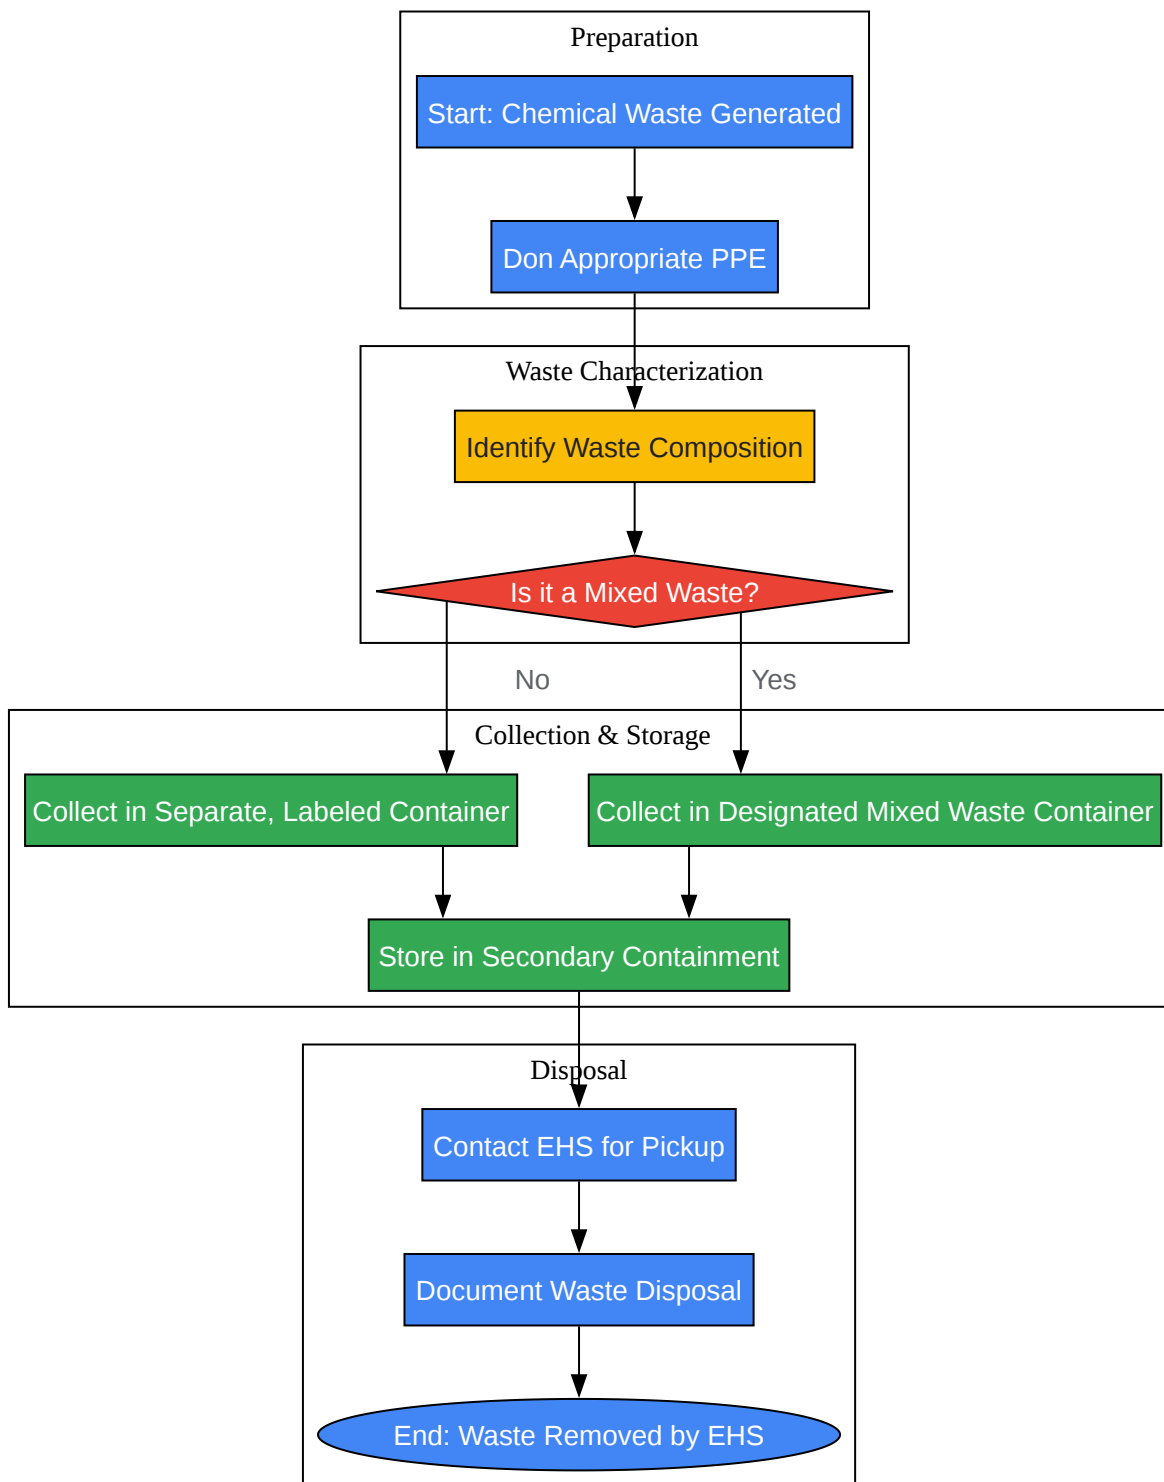 Preparation
Start: Chemical Waste Generated
Don Appropriate PPE
Waste Characterization
Identify Waste Composition
Is it a Mixed Waste?
No
Yes
Collection & Storage
Collect in Separate, Labeled Container
Collect in Designated Mixed Waste Container
Store in Secondary Containment
Disposal
Contact EHS for Pickup
Document Waste Disposal
End: Waste Removed by EHS